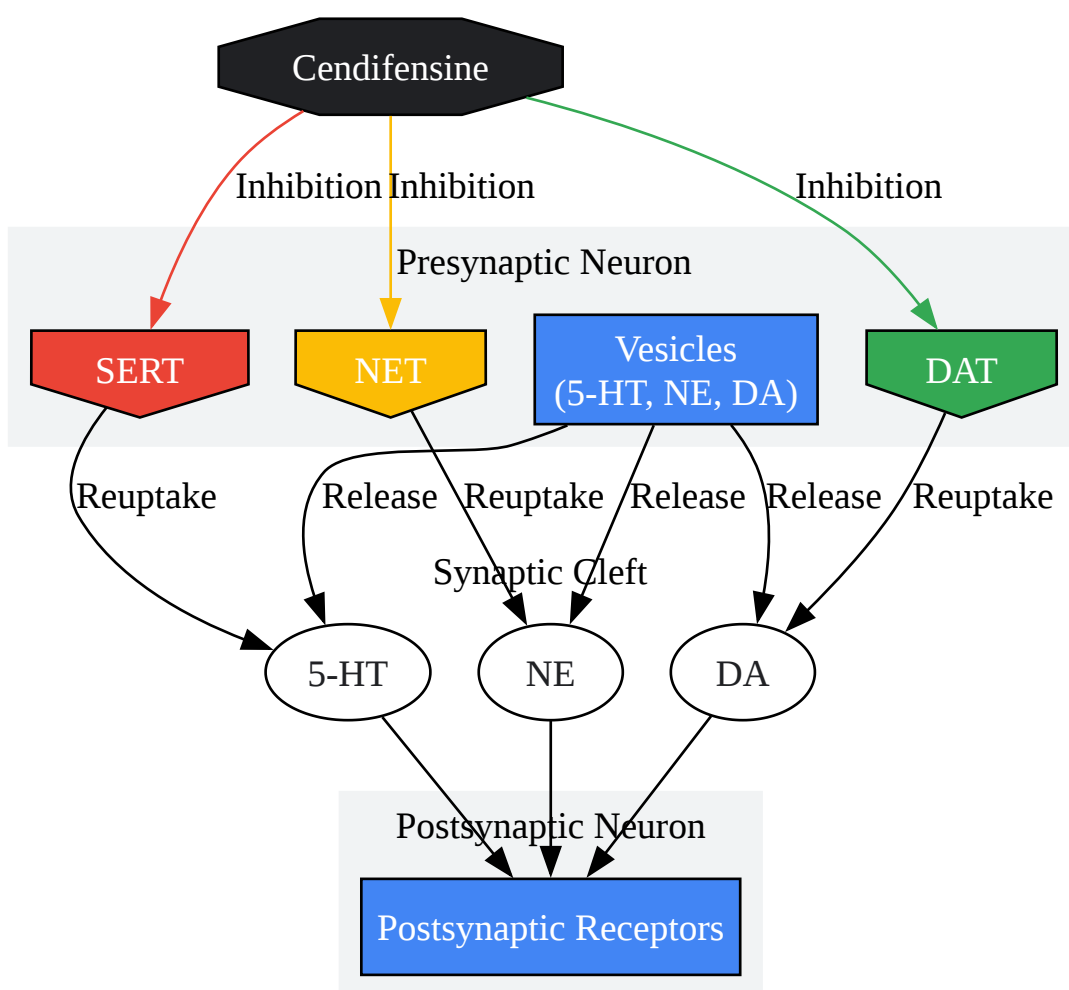 Cendifensine
Inhibition
Inhibition
Inhibition
Presynaptic Neuron
SERT
NET
Vesicles
(5-HT, NE, DA)
DAT
Reuptake
Release
Reuptake
Release
Release
Reuptake
Synaptic Cleft
5-HT
NE
DA
Postsynaptic Neuron
Postsynaptic Receptors